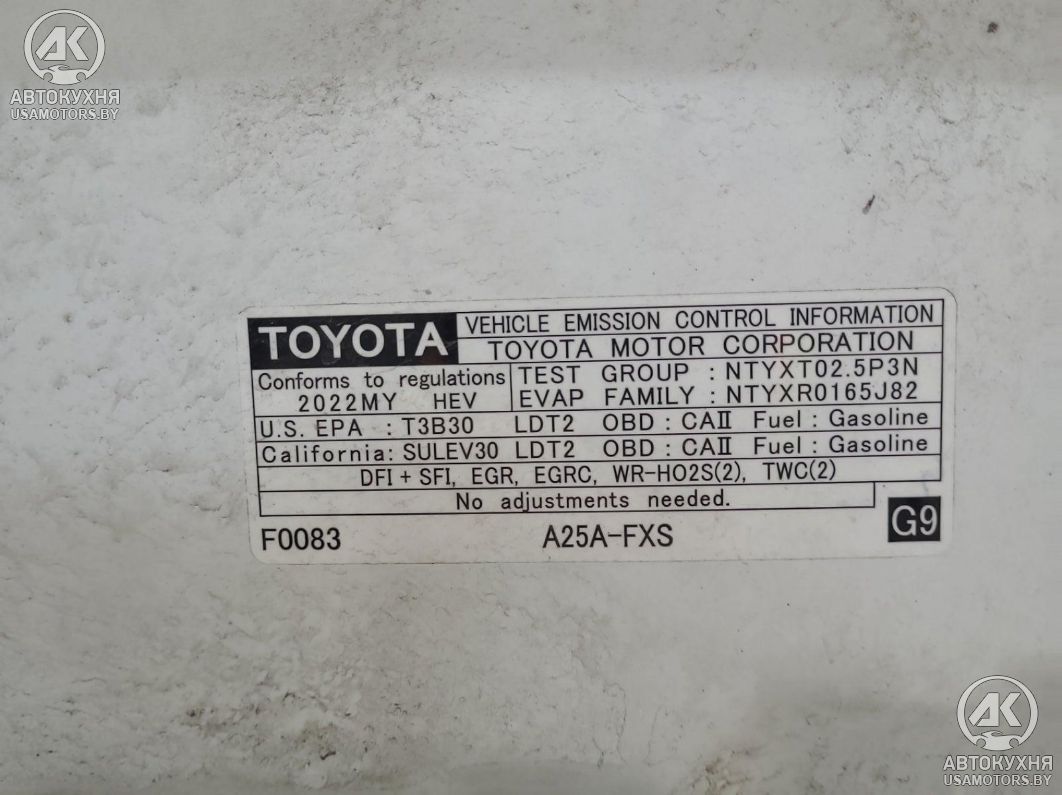 AK
АВТОКУХНЯ
USAMOTORS.BY
TOYOTA
VEHICLE EMISSION CONTROL INFORMATION
TOYOTA MOTOR CORPORATION
Conforms to regulations
2022MY HEV
TEST GROUP : NTYXT02.5P3N
EVAP FAMILY : NTYXR0165J82
U.S. EPA : T3B30 LDT2 OBD : CAII Fuel : Gasoline
California: SULEV30 LDT2 OBD : CAII Fuel : Gasoline
DFI + SFI, EGR, EGRC, WR-HO2S(2), TWC(2)
No adjustments needed.
F0083 A25A-FXS G9
AK
АВТОКУХНЯ
USAMOTORS.BY